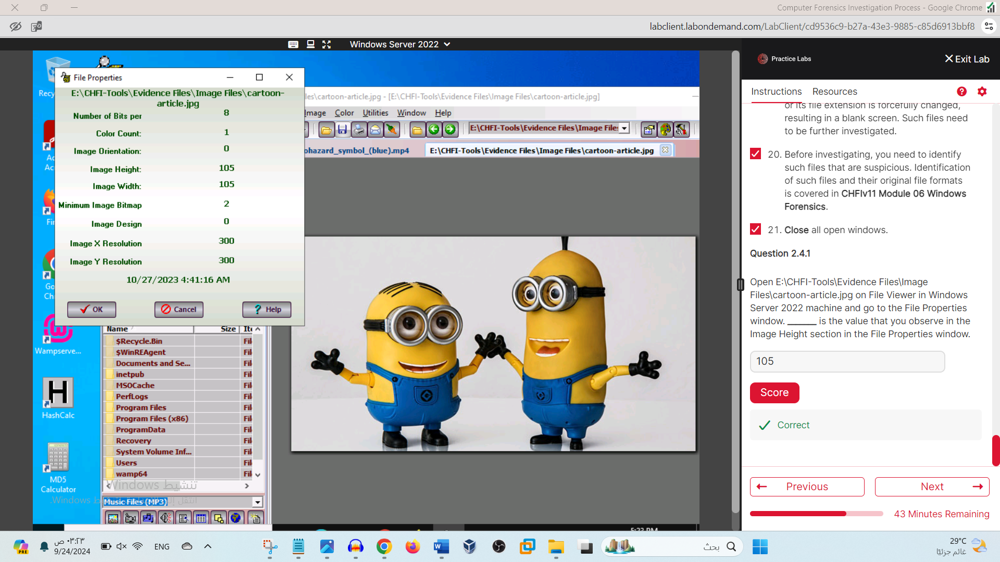 Computer Forensics Investigation Process - Google Chrome
labclient.labondemand.com/LabClient/cd9536c9-b27a-43e3-9885-c85d6913bbf8
Windows Server 2022
Practice Labs
Exit Lab
Instructions
Resources
or its file extension is forcefully changed,
resulting in a blank screen. Such files need
to be further investigated.
20. Before investigating, you need to identify
such files that are suspicious. Identification
of such files and their original file formats
is covered in CHFIv11 Module 06 Windows
Forensics.
21. Close all open windows.
Question 2.4.1
Open E:\CHFI-Tools\Evidence Files\Image
Files\cartoon-article.jpg on File Viewer in Windows
Server 2022 machine and go to the File Properties
window. ______ is the value that you observe in the
Image Height section in the File Properties window.
105
Score
Correct
Previous
Next
43 Minutes Remaining
Recy
Ac
Ac
Fir
Go
Ch
Wampserve...
HashCalc
MD5
Calculator
File Properties
E:\CHFI-Tools\Evidence Files\Image Files\cartoon-
article.jpg
Number of Bits per 8
Color Count: 1
Image Orientation: 0
Image Height: 105
Image Width: 105
Minimum Image Bitmap 2
Image Design 0
Image X Resolution 300
Image Y Resolution 300
10/27/2023 4:41:16 AM
OK
Cancel
Help
les\cartoon-article.jpg - [E:\CHFI-Tools\Evidence Files\Image Files\cartoon-article.jpg]
Image Color Utilities Window Help
E:\CHFI-Tools\Evidence Files\Image File:
ohazard_symbol_(blue).mp4
E:\CHFI-Tools\Evidence Files\Image Files\cartoon-article.jpg
Name Size Ite
$Recycle.Bin Fil
$WinREAgent Fil
Documents and Se... Fil
inetpub Fil
MSOCache Fil
PerfLogs Fil
Program Files Fil
Program Files (x86) Fil
ProgramData Fil
Recovery Fil
System Volume Inf... Fil
Users Fil
wamp64 Fil
تنشيط Windows
Music Files (MP3)
5:23 PM
PRE
٠٣:٢٣ ص
9/24/2024
ENG
بحث
29°C
غائم جزئيًا